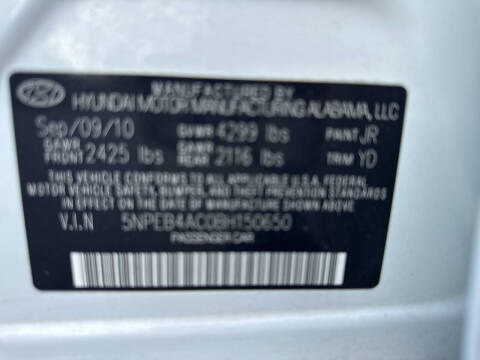 MANUFACTURED BY
HYUNDAI MOTOR MANUFACTURING ALABAMA, LLC
Sep/09/10 GVWR 4299 lbs PAINT JR
GAWR FRONT 2425 lbs GAWR REAR 2116 lbs TRIM YD
THIS VEHICLE CONFORMS TO ALL APPLICABLE U.S.A. FEDERAL
MOTOR VEHICLE SAFETY, BUMPER, AND THEFT PREVENTION STANDARDS
IN EFFECT ON THE DATE OF MANUFACTURE SHOWN ABOVE.
V.I.N 5NPEB4AC0BH150650
PASSENGER CAR